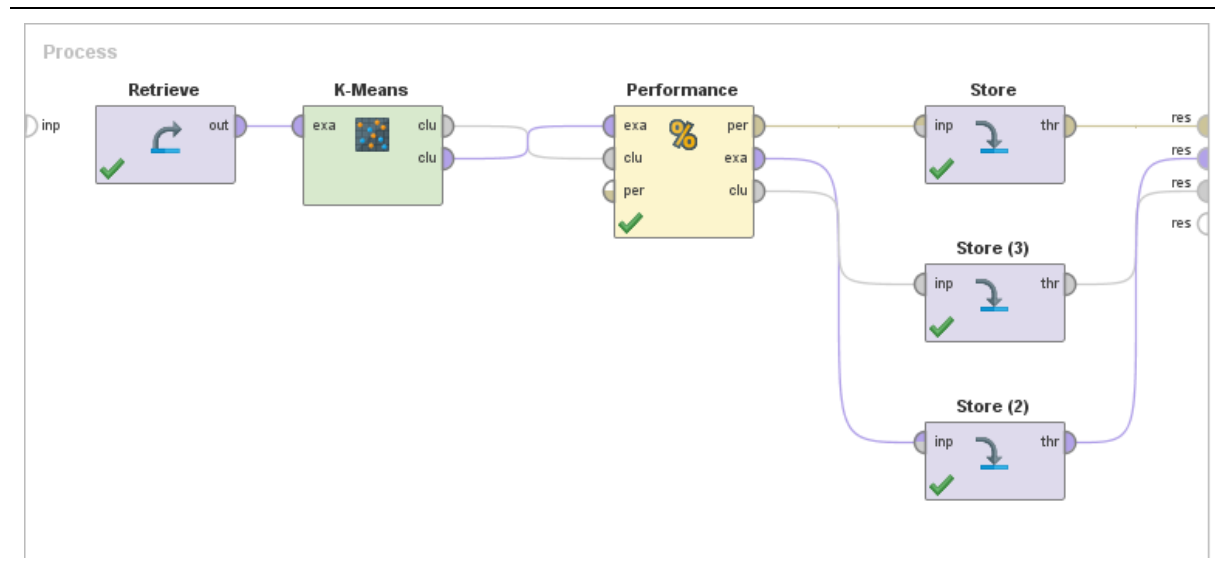 Process
Retrieve
K-Means
Performance
Store
inp
out
exa
clu
clu
exa
per
clu
exa
per
clu
inp
thr
res
res
res
res
Store (3)
inp
thr
Store (2)
inp
thr